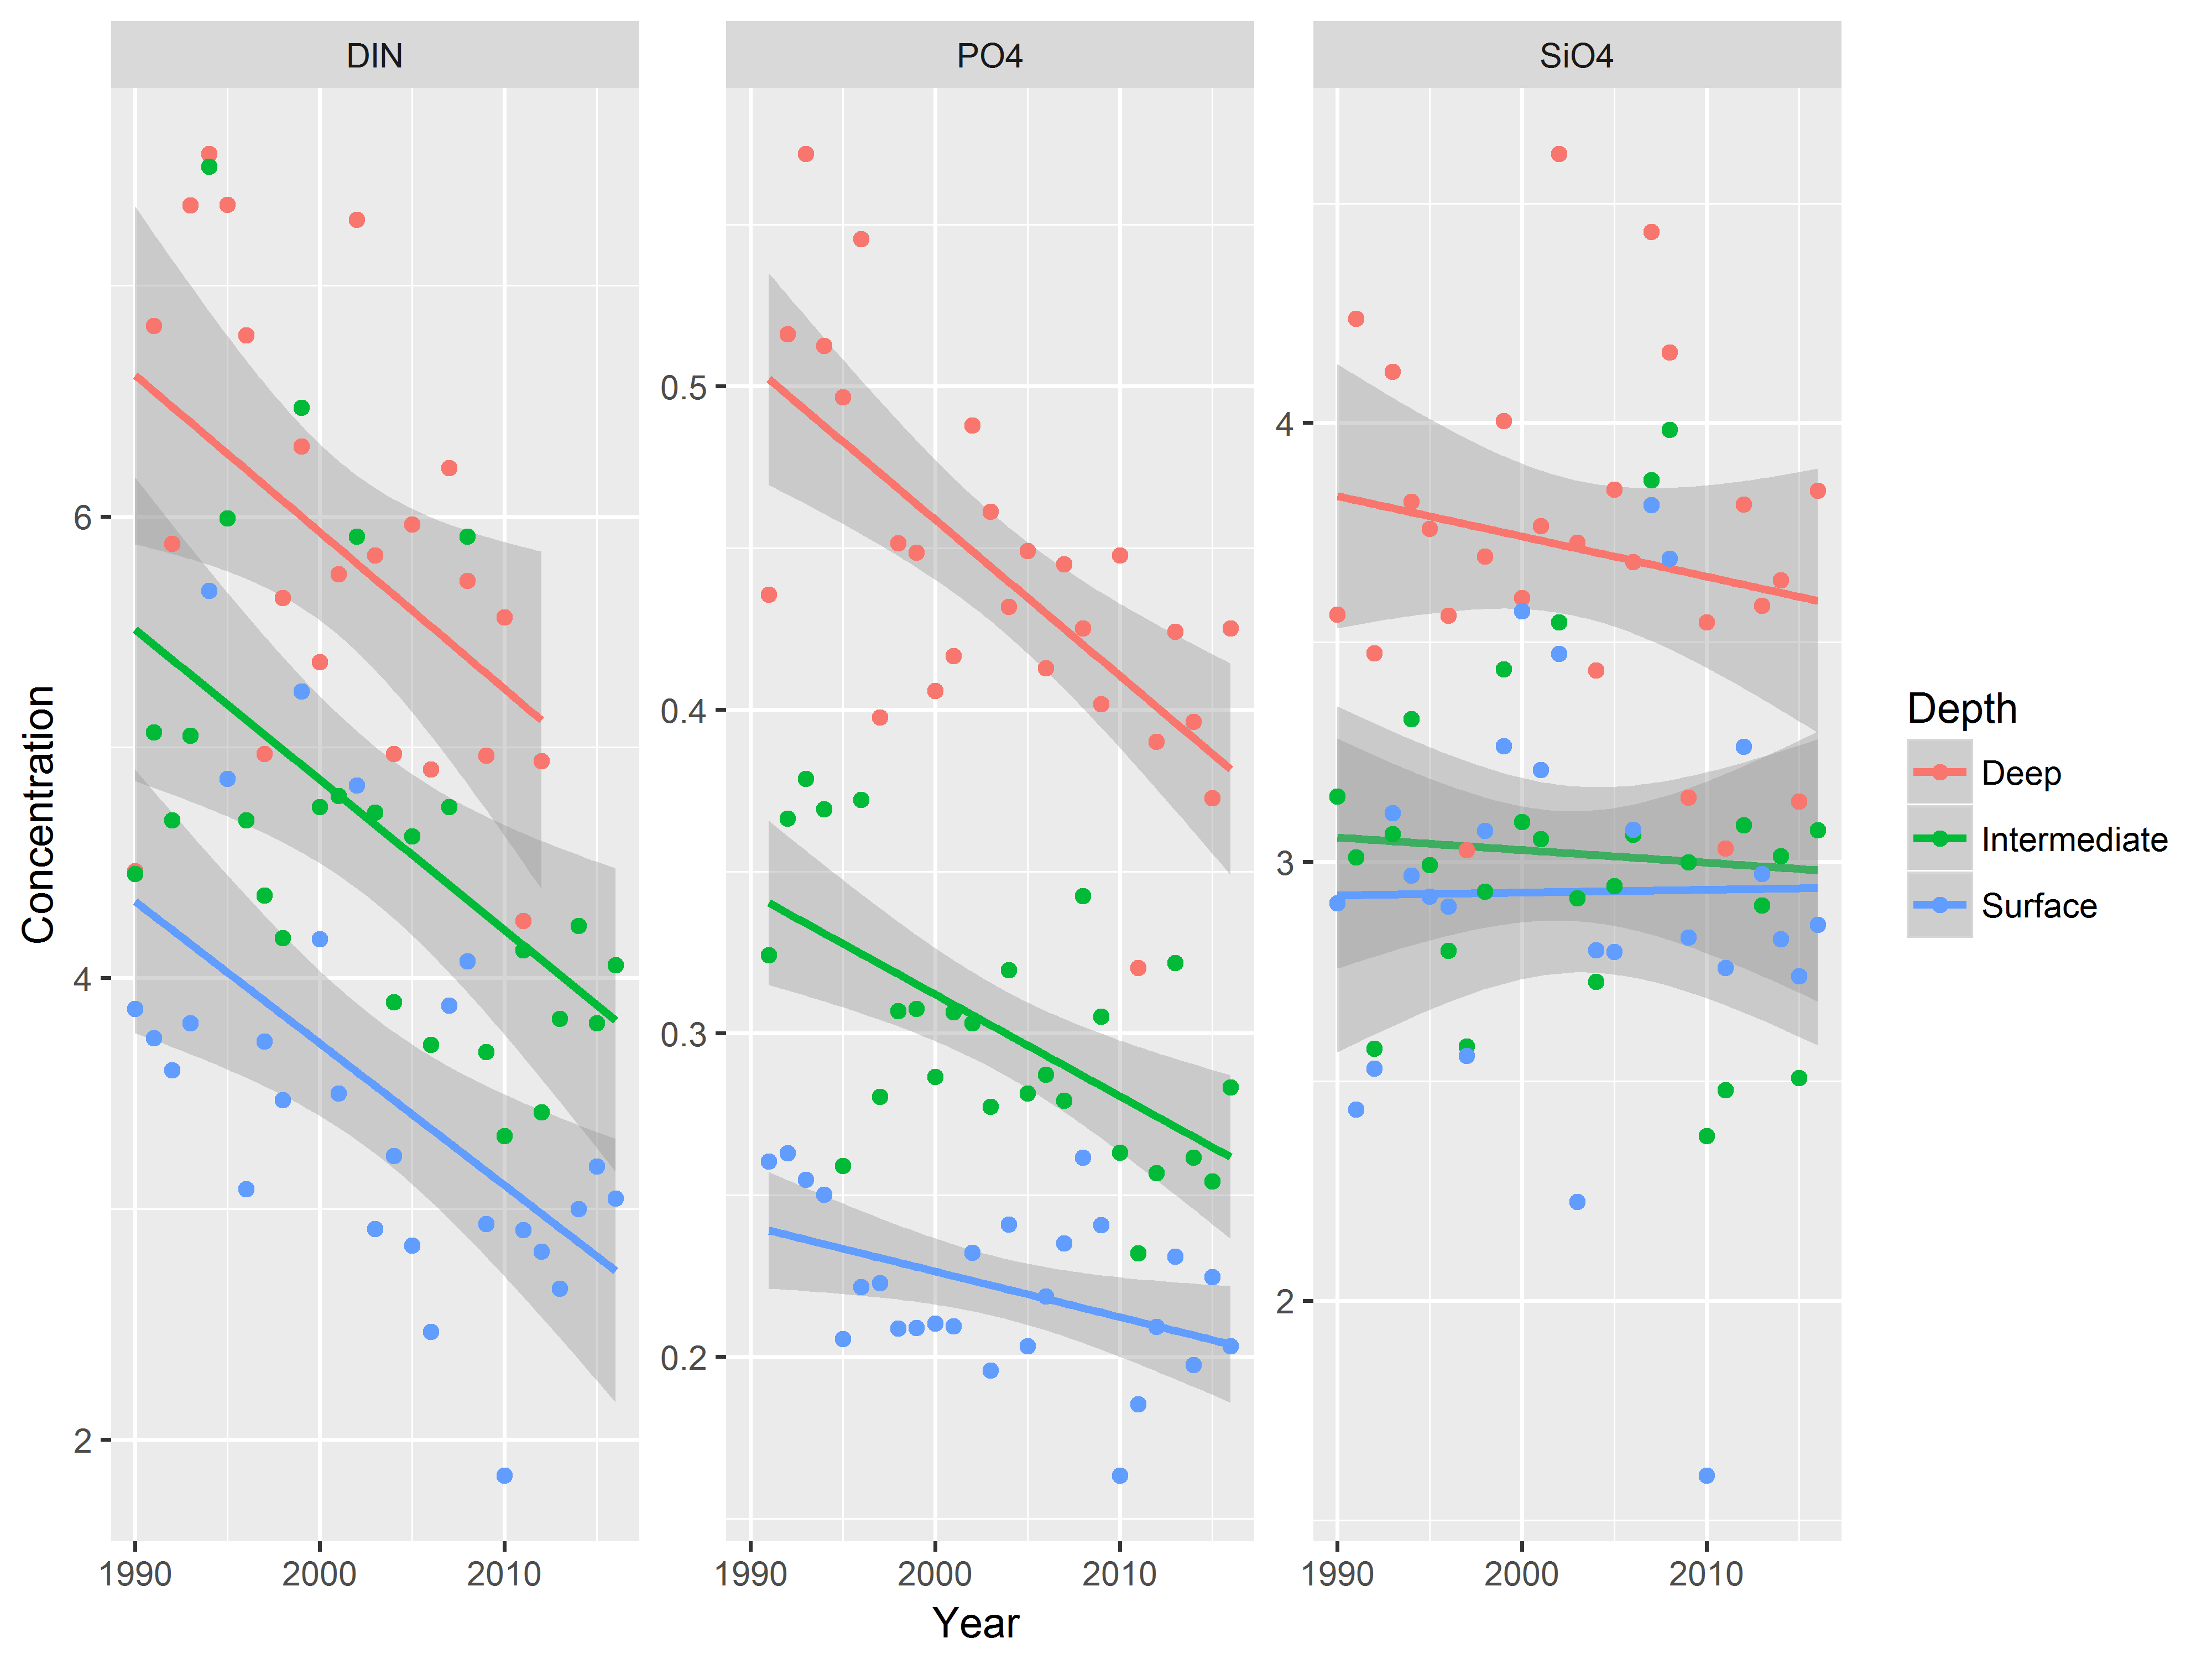 DIN PO4 SiO4
Concentration
6
4
2
0.5
0.4
0.3
0.2
4
3
2
1990 2000 2010 1990 2000 2010 1990 2000 2010
Year
Depth
Deep
Intermediate
Surface